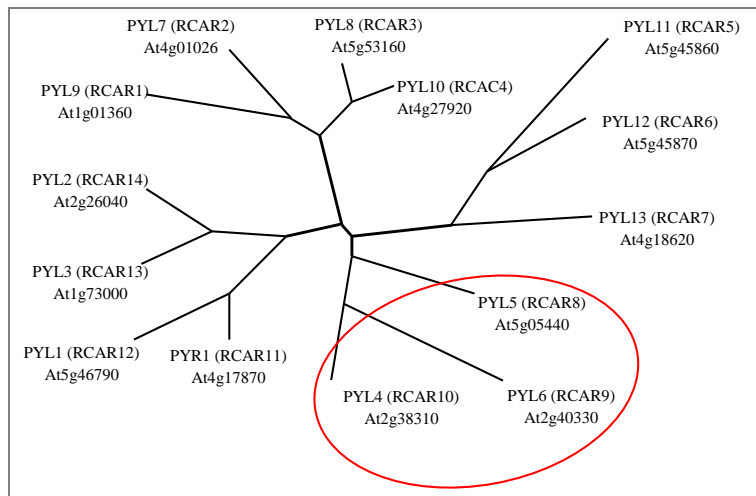 PYL7 (RCAR2)
At4g01026
PYL8 (RCAR3)
At5g53160
PYL11 (RCAR5)
At5g45860
PYL9 (RCAR1)
At1g01360
PYL10 (RCAC4)
At4g27920
PYL12 (RCAR6)
At5g45870
PYL2 (RCAR14)
At2g26040
PYL13 (RCAR7)
At4g18620
PYL3 (RCAR13)
At1g73000
PYL5 (RCAR8)
At5g05440
PYL1 (RCAR12)
At5g46790
PYR1 (RCAR11)
At4g17870
PYL4 (RCAR10)
At2g38310
PYL6 (RCAR9)
At2g40330